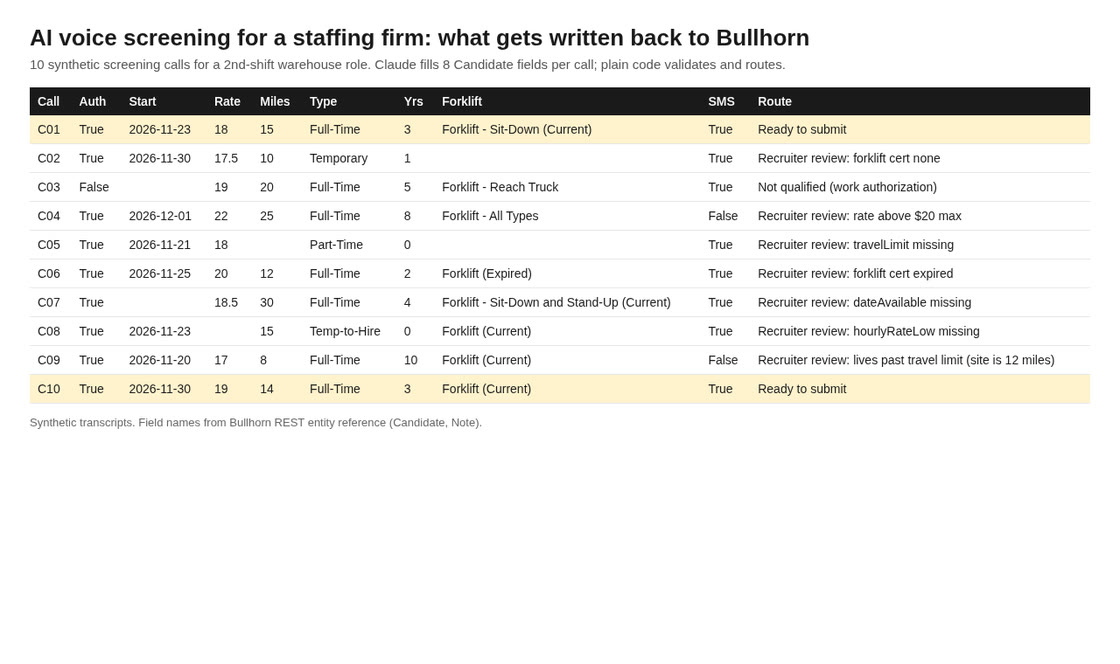 AI voice screening for a staffing firm: what gets written back to Bullhorn
10 synthetic screening calls for a 2nd-shift warehouse role. Claude fills 8 Candidate fields per call; plain code validates and routes.
Call Auth Start Rate Miles Type Yrs Forklift SMS Route
C01 True 2026-11-23 18 15 Full-Time 3 Forklift - Sit-Down (Current) True Ready to submit
C02 True 2026-11-30 17.5 10 Temporary 1 True Recruiter review: forklift cert none
C03 False 19 20 Full-Time 5 Forklift - Reach Truck True Not qualified (work authorization)
C04 True 2026-12-01 22 25 Full-Time 8 Forklift - All Types False Recruiter review: rate above $20 max
C05 True 2026-11-21 18 Part-Time 0 True Recruiter review: travelLimit missing
C06 True 2026-11-25 20 12 Full-Time 2 Forklift (Expired) True Recruiter review: forklift cert expired
C07 True 18.5 30 Full-Time 4 Forklift - Sit-Down and Stand-Up (Current) True Recruiter review: dateAvailable missing
C08 True 2026-11-23 15 Temp-to-Hire 0 Forklift (Current) True Recruiter review: hourlyRateLow missing
C09 True 2026-11-20 17 8 Full-Time 10 Forklift (Current) False Recruiter review: lives past travel limit (site is 12 miles)
C10 True 2026-11-30 19 14 Full-Time 3 Forklift (Current) True Ready to submit
Synthetic transcripts. Field names from Bullhorn REST entity reference (Candidate, Note).